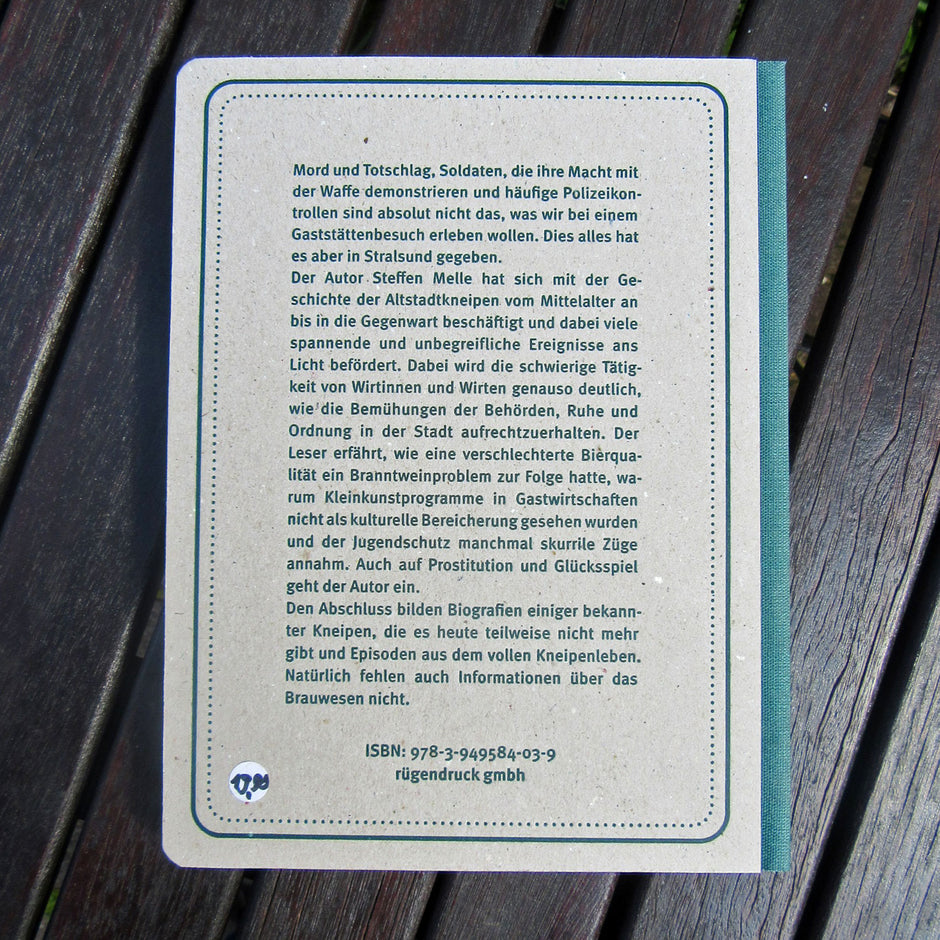 Mord und Totschlag, Soldaten, die ihre Macht mit
der Waffe demonstrieren und häufige Polizeikon-
trollen sind absolut nicht das, was wir bei einem
Gaststättenbesuch erleben wollen. Dies alles hat
es aber in Stralsund gegeben.
Der Autor Steffen Melle hat sich mit der Ge-
schichte der Altstadtkneipen vom Mittelalter an
bis in die Gegenwart beschäftigt und dabei viele
spannende und unbegreifliche Ereignisse ans
Licht befördert. Dabei wird die schwierige Tätig-
keit von Wirtinnen und Wirten genauso deutlich,
wie die Bemühungen der Behörden, Ruhe und
Ordnung in der Stadt aufrechtzuerhalten. Der
Leser erfährt, wie eine verschlechterte Bierqua-
lität ein Branntweinproblem zur Folge hatte, wa-
rum Kleinkunstprogramme in Gastwirtschaften
nicht als kulturelle Bereicherung gesehen wurden
und der Jugendschutz manchmal skurrile Züge
annahm. Auch auf Prostitution und Glücksspiel
geht der Autor ein.
Den Abschluss bilden Biografien einiger bekann-
ter Kneipen, die es heute teilweise nicht mehr
gibt und Episoden aus dem vollen Kneipenleben.
Natürlich fehlen auch Informationen über das
Brauwesen nicht.
ISBN: 978-3-949584-03-9
rügendruck gmbh